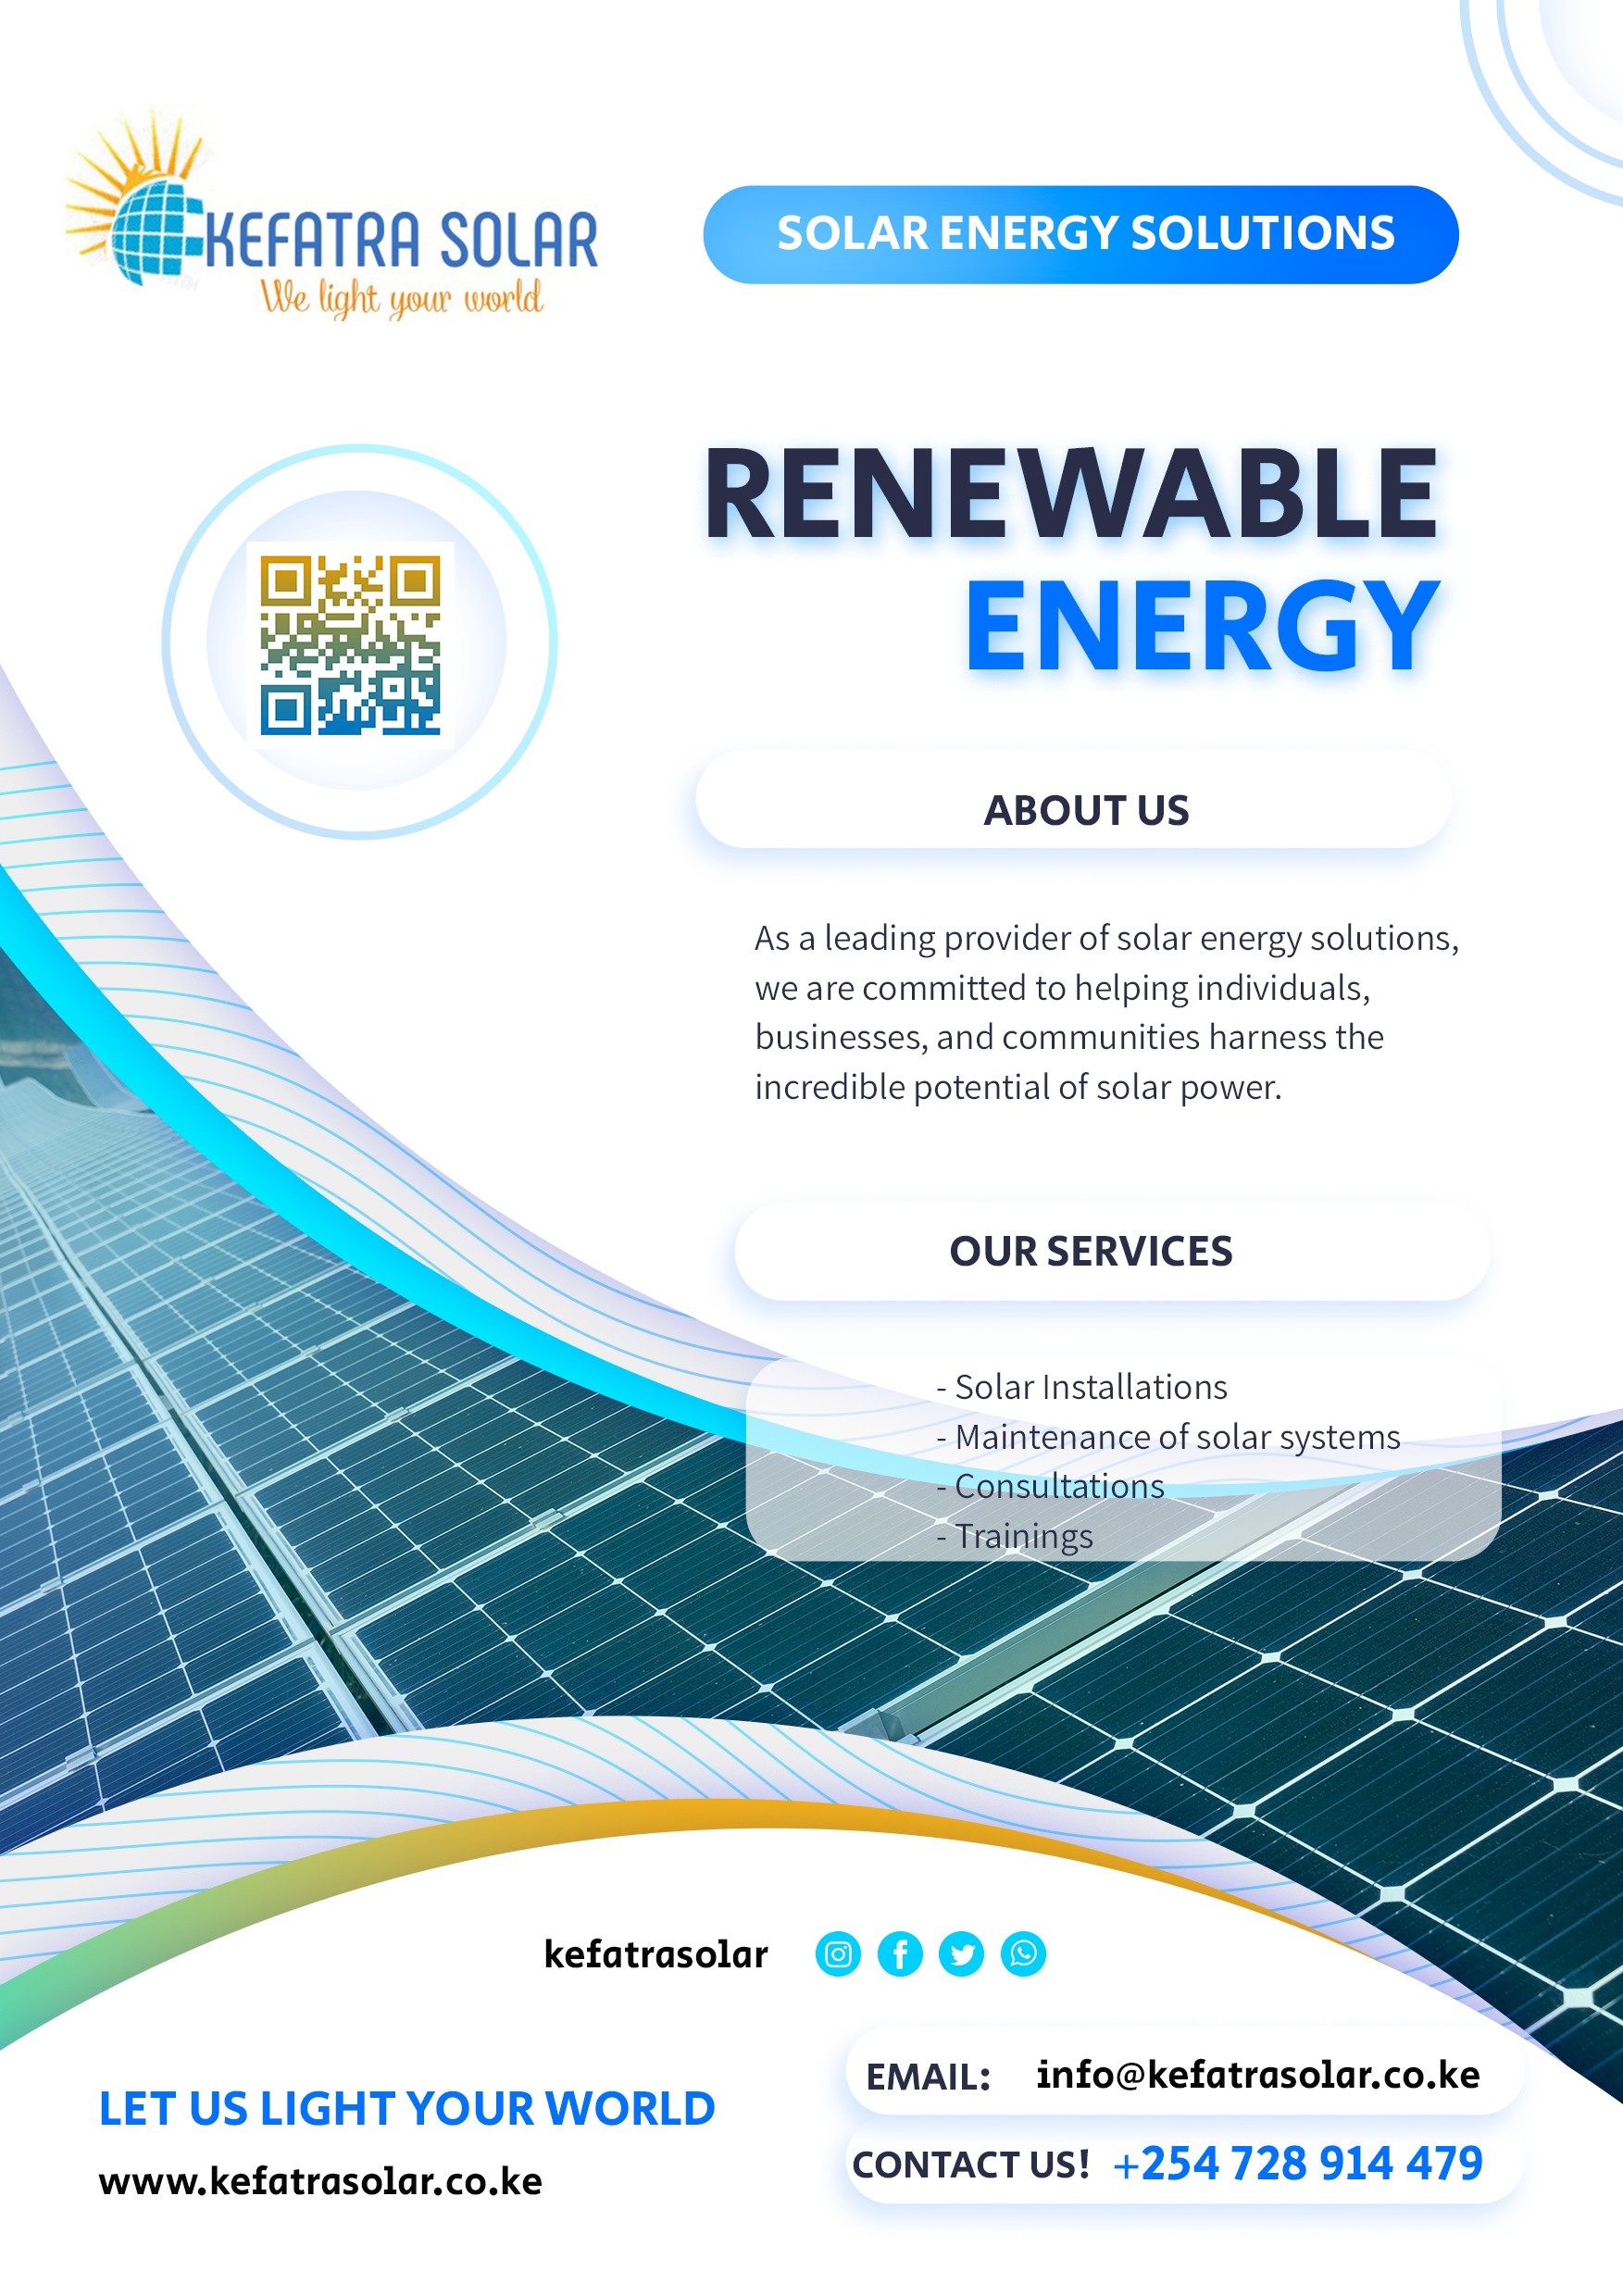 KEFATRA SOLAR
We light your world
SOLAR ENERGY SOLUTIONS
RENEWABLE
ENERGY
ABOUT US
As a leading provider of solar energy solutions,
we are committed to helping individuals,
businesses, and communities harness the
incredible potential of solar power.
OUR SERVICES
- Solar Installations
- Maintenance of solar systems
- Consultations
- Trainings
kefatrasolar
LET US LIGHT YOUR WORLD
www.kefatrasolar.co.ke
EMAIL: info@kefatrasolar.co.ke
CONTACT US! +254 728 914 479